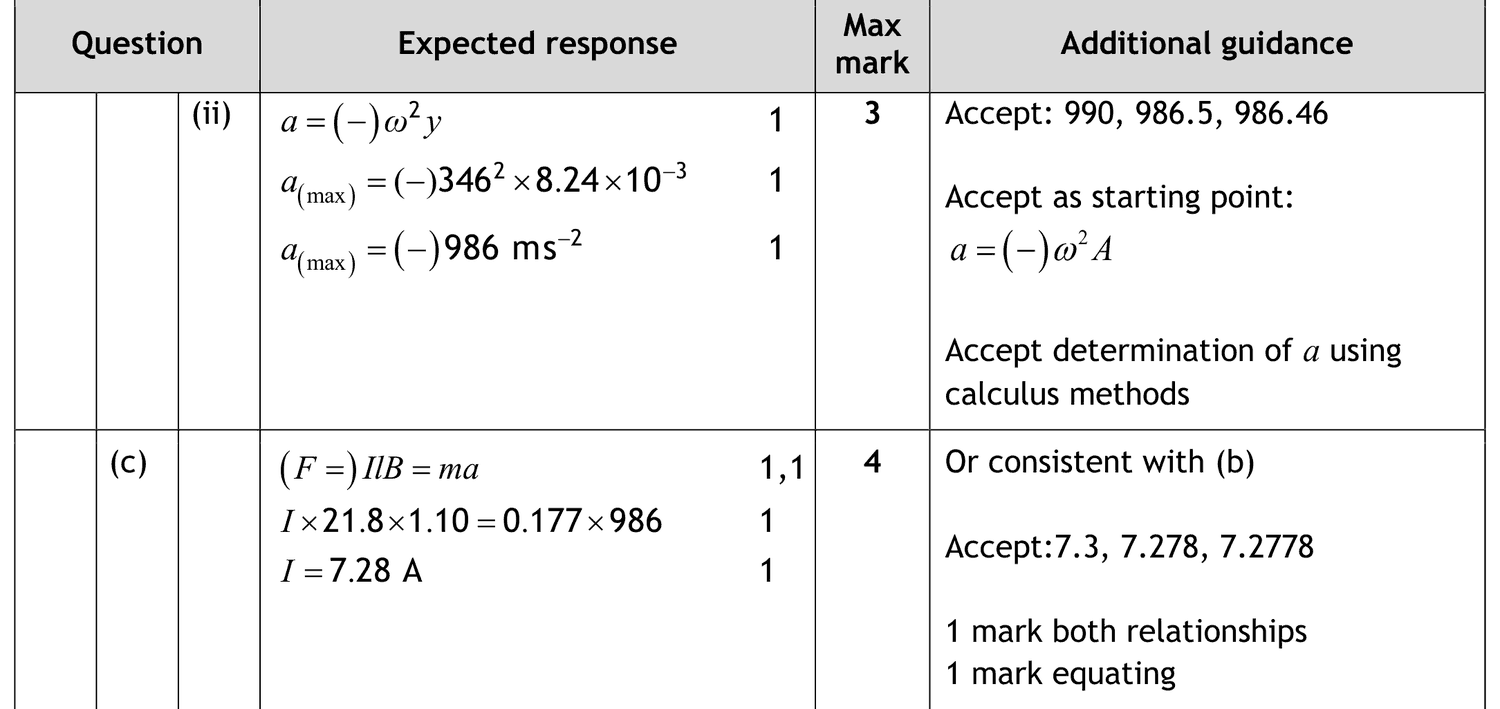 Question Expected response Max mark Additional guidance
(ii) a = (−)ω²y 1 3 Accept: 990, 986.5, 986.46
a(max) = (−)346² × 8.24 × 10⁻³ 1
Accept as starting point:
a(max) = (−)986 ms⁻² 1
a = (−)ω²A
Accept determination of a using
calculus methods
(c) (F =) IlB = ma 1,1 4 Or consistent with (b)
I × 21.8 × 1.10 = 0.177 × 986 1
Accept:7.3, 7.278, 7.2778
I = 7.28 A 1
1 mark both relationships
1 mark equating